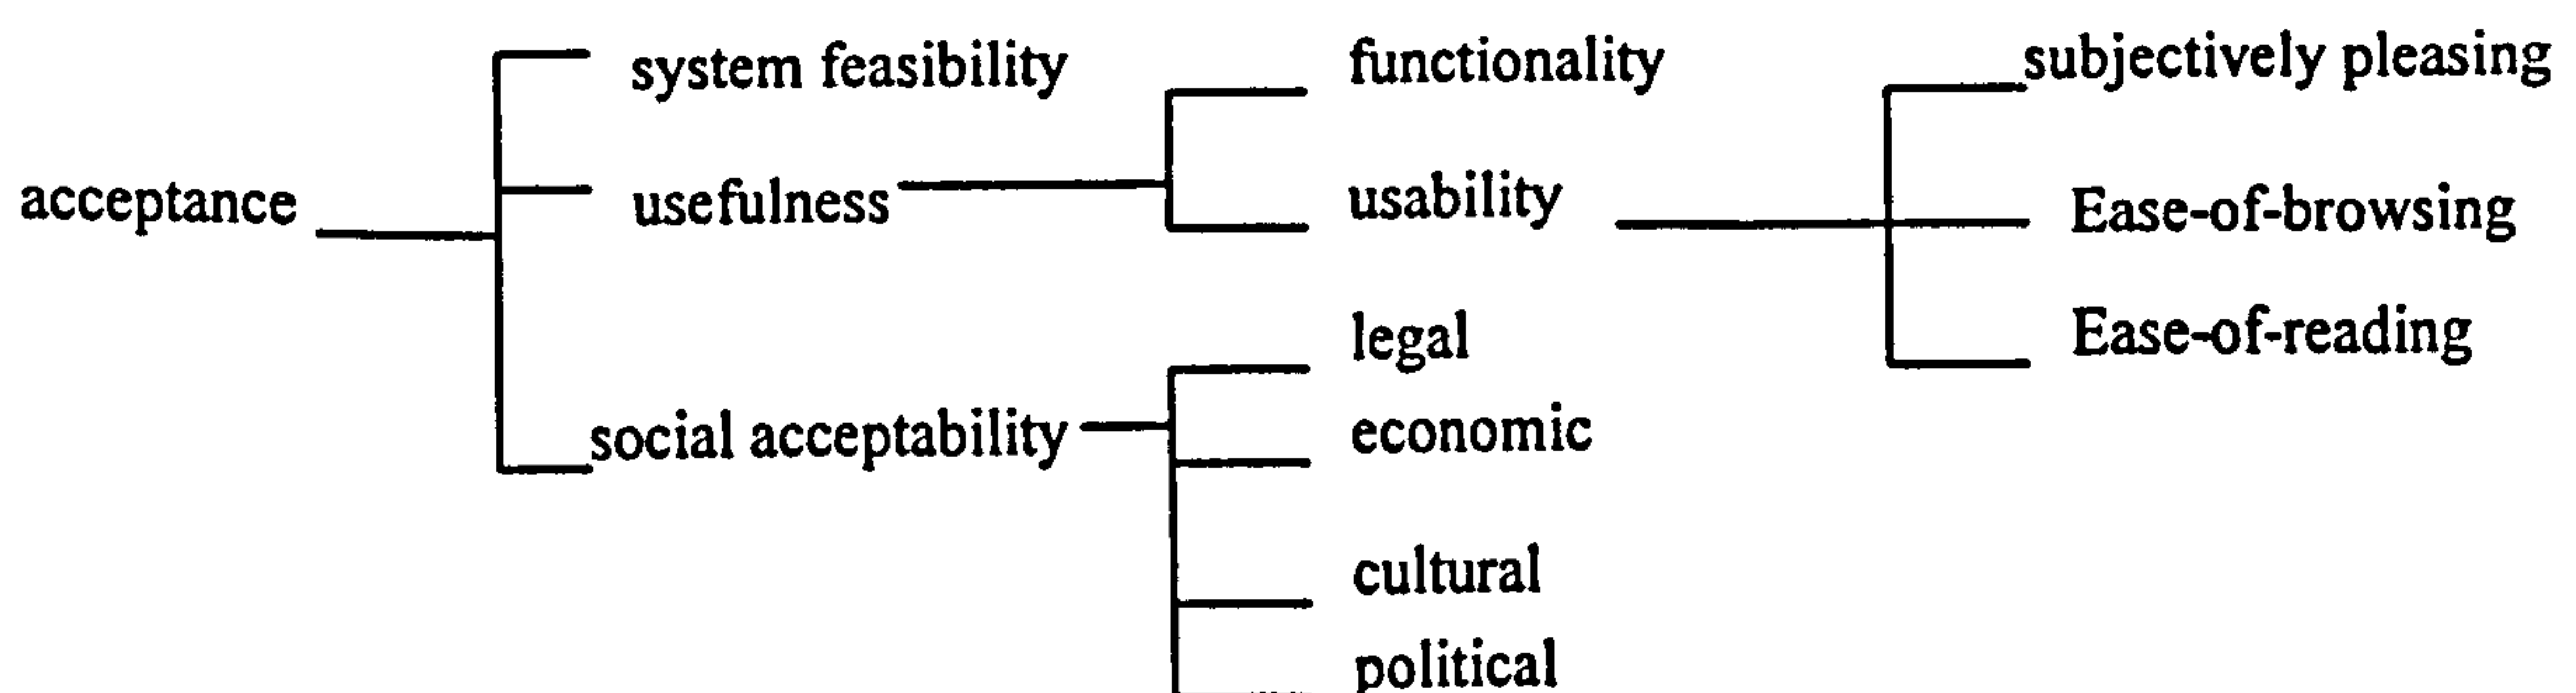 acceptance
system feasibility
usefulness
social acceptability
functionality
usability
legal
economic
cultural
political
subjectively pleasing
Ease-of-browsing
Ease-of-reading